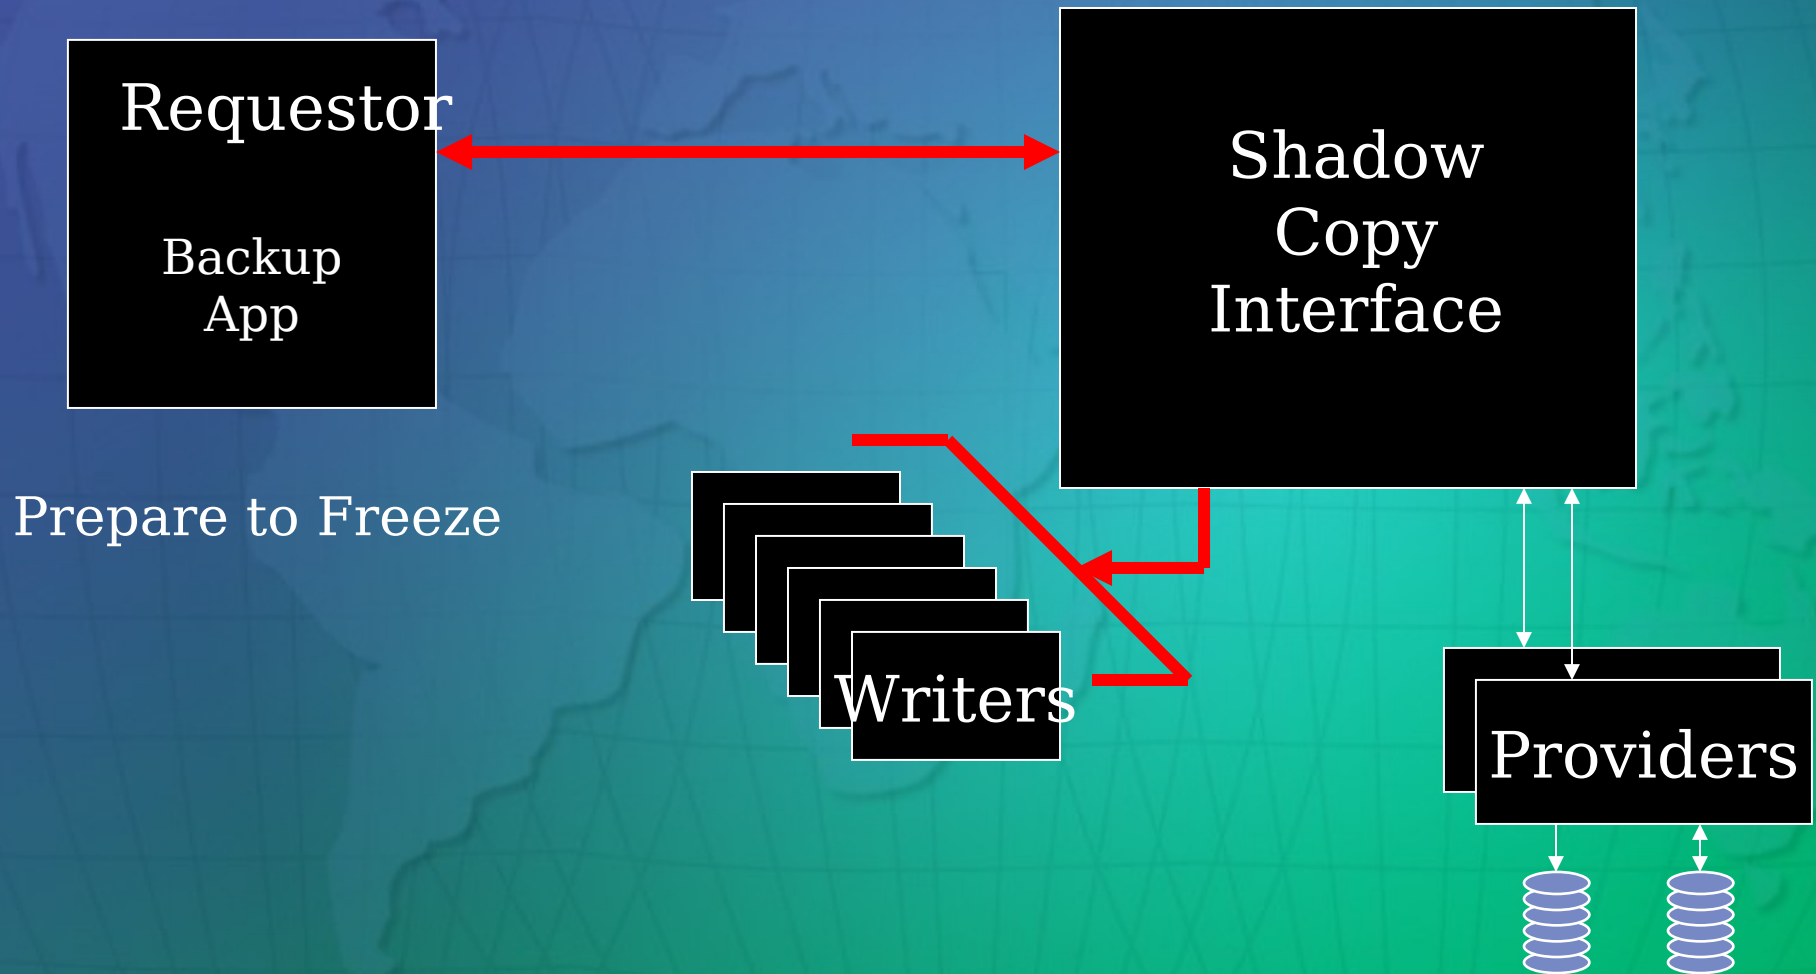 Requestor
Backup
App
Shadow
Copy
Interface
Prepare to Freeze
Writers
Providers